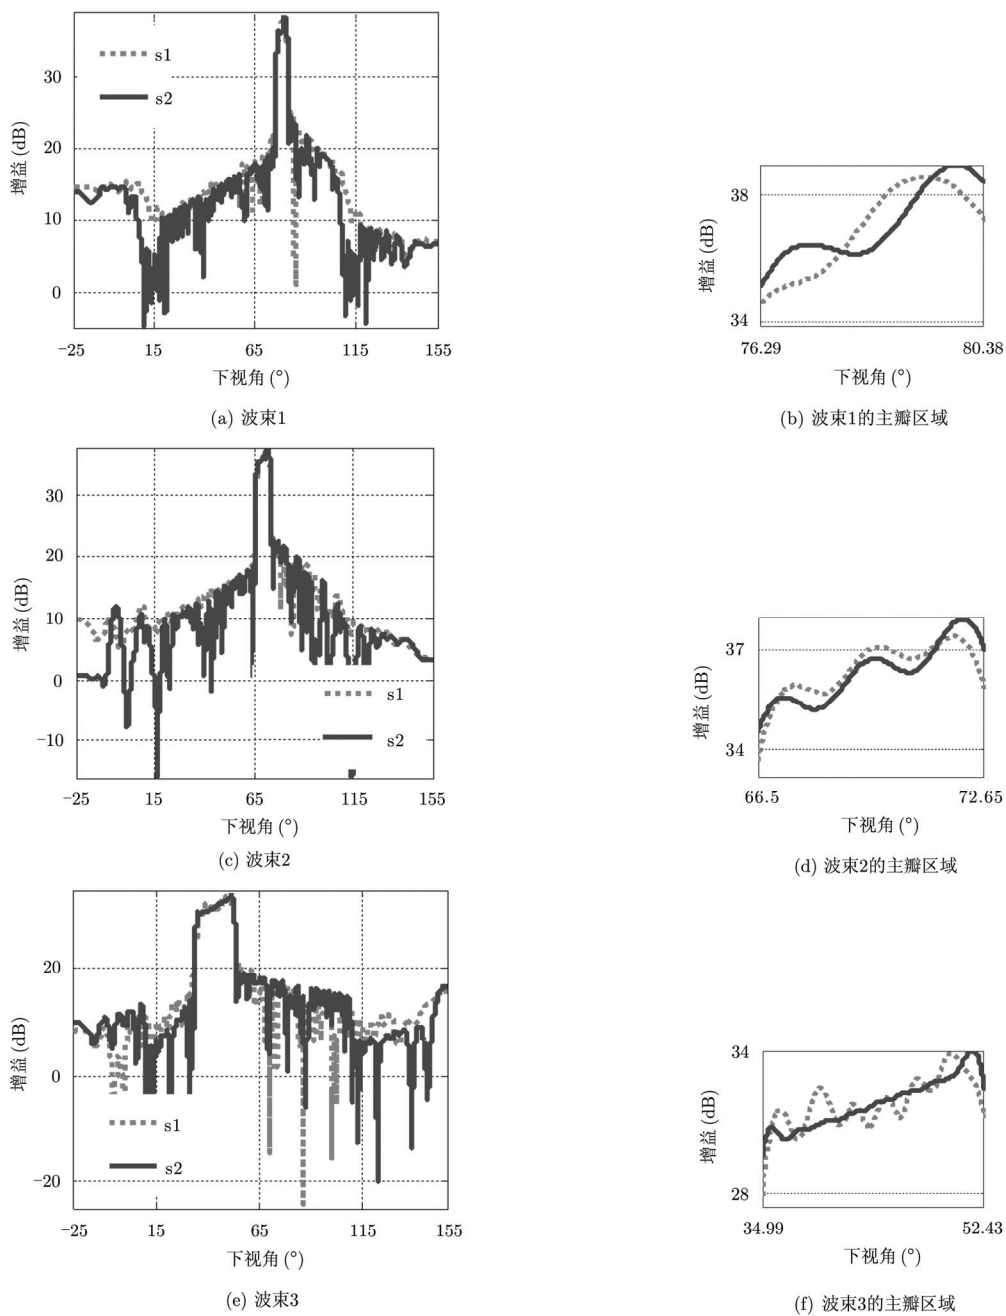 s1
s2
30
20
10
0
增益 (dB)
−25 15 65 115 155
下视角 (°)
(a) 波束1
38
34
增益 (dB)
76.29 80.38
下视角 (°)
(b) 波束1的主瓣区域
30
20
10
0
−10
增益 (dB)
s1
s2
−25 15 65 115 155
下视角 (°)
(c) 波束2
37
34
增益 (dB)
66.5 72.65
下视角 (°)
(d) 波束2的主瓣区域
20
0
−20
增益 (dB)
s1
s2
−25 15 65 115 155
下视角 (°)
(e) 波束3
34
28
增益 (dB)
34.99 52.43
下视角 (°)
(f) 波束3的主瓣区域